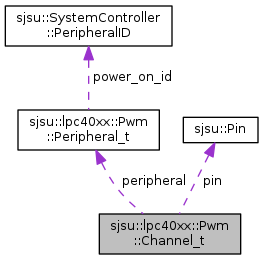 sjsu::SystemController
::PeripheralID
power_on_id
sjsu::lpc40xx::Pwm
::Peripheral_t
sjsu::Pin
peripheral
pin
sjsu::lpc40xx::Pwm
::Channel_t